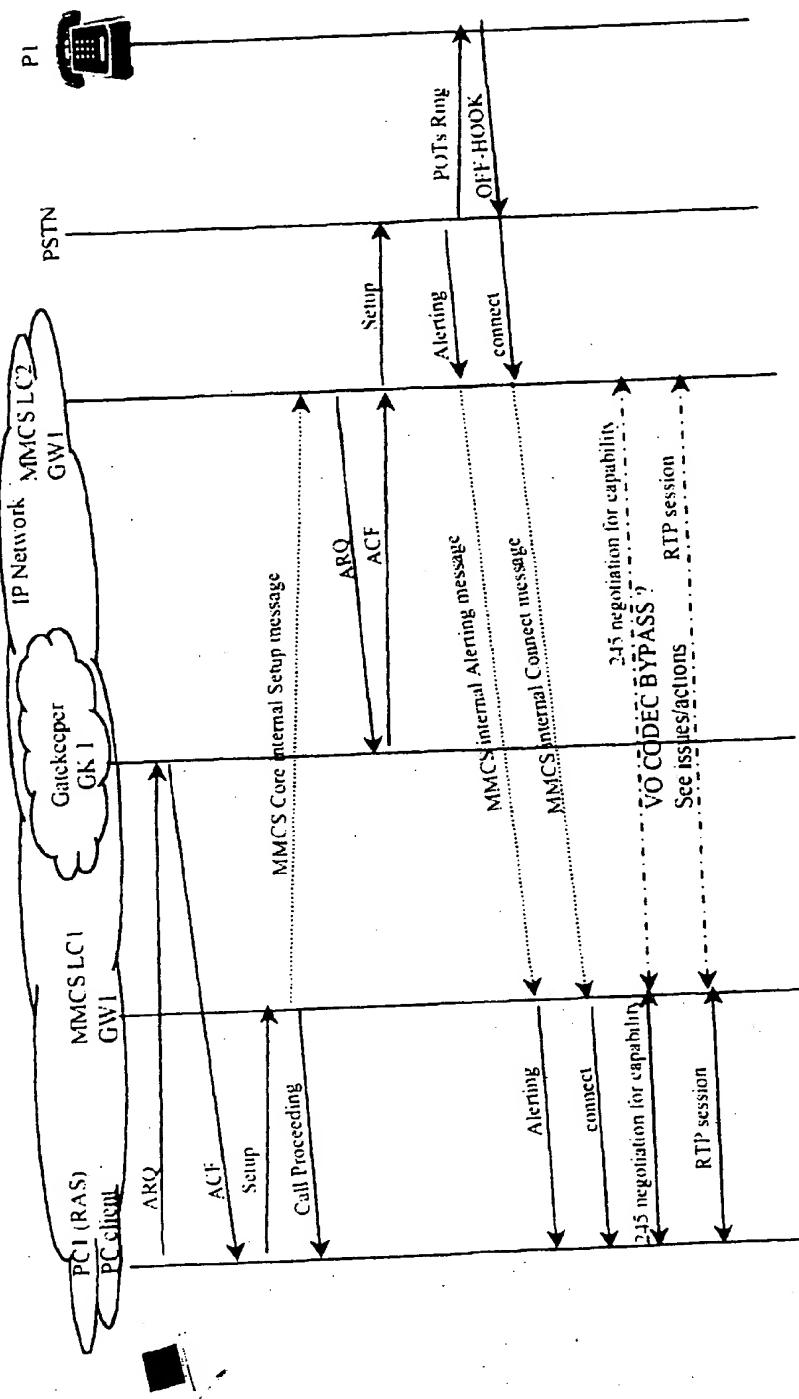 PC1 (RAS)
PC client
MMCS LC1
GW1
Gatekeeper
GK1
IP Network
MMCS LC2
GW1
PSTN
P1
ARQ
ACF
Setup
Call Proceeding
MMCS Core internal Setup message
ARQ
ACF
Setup
Alerting
POTs Ring
OFF-HOOK
connect
MMCS internal Alerting message
MMCS internal Connect message
Alerting
connect
245 negotiation for capability
245 negotiation for capability
VO CODEC BYPASS ?
See issues/actions
RTP session
RTP session